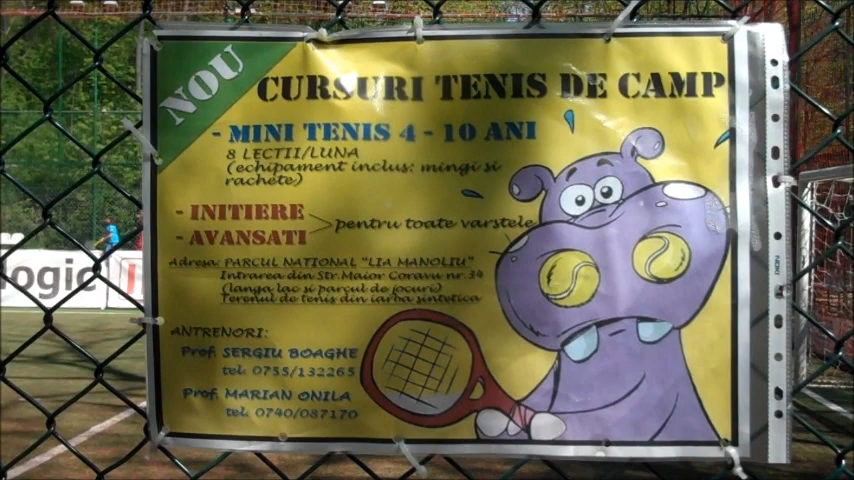 NOU
CURSURI TENIS DE CAMP
- MINI TENIS 4 - 10 ANI
8 LECTII/LUNA
(echipament inclus: mingi si
rachete)
- INITIERE
pentru toate varstele
- AVANSATI
Adresa: PARCUL NATIONAL "LIA MANOLIU"
Intrarea din Str.Maior Coravu nr.34
(langa lac si parcul de jocuri)
Terenul de tenis din iarba sintetica
ANTRENORI:
Prof. SERGIU BOAGHE
tel: 0755/132265
Prof. MARIAN ONILA
tel: 0740/087170
logic